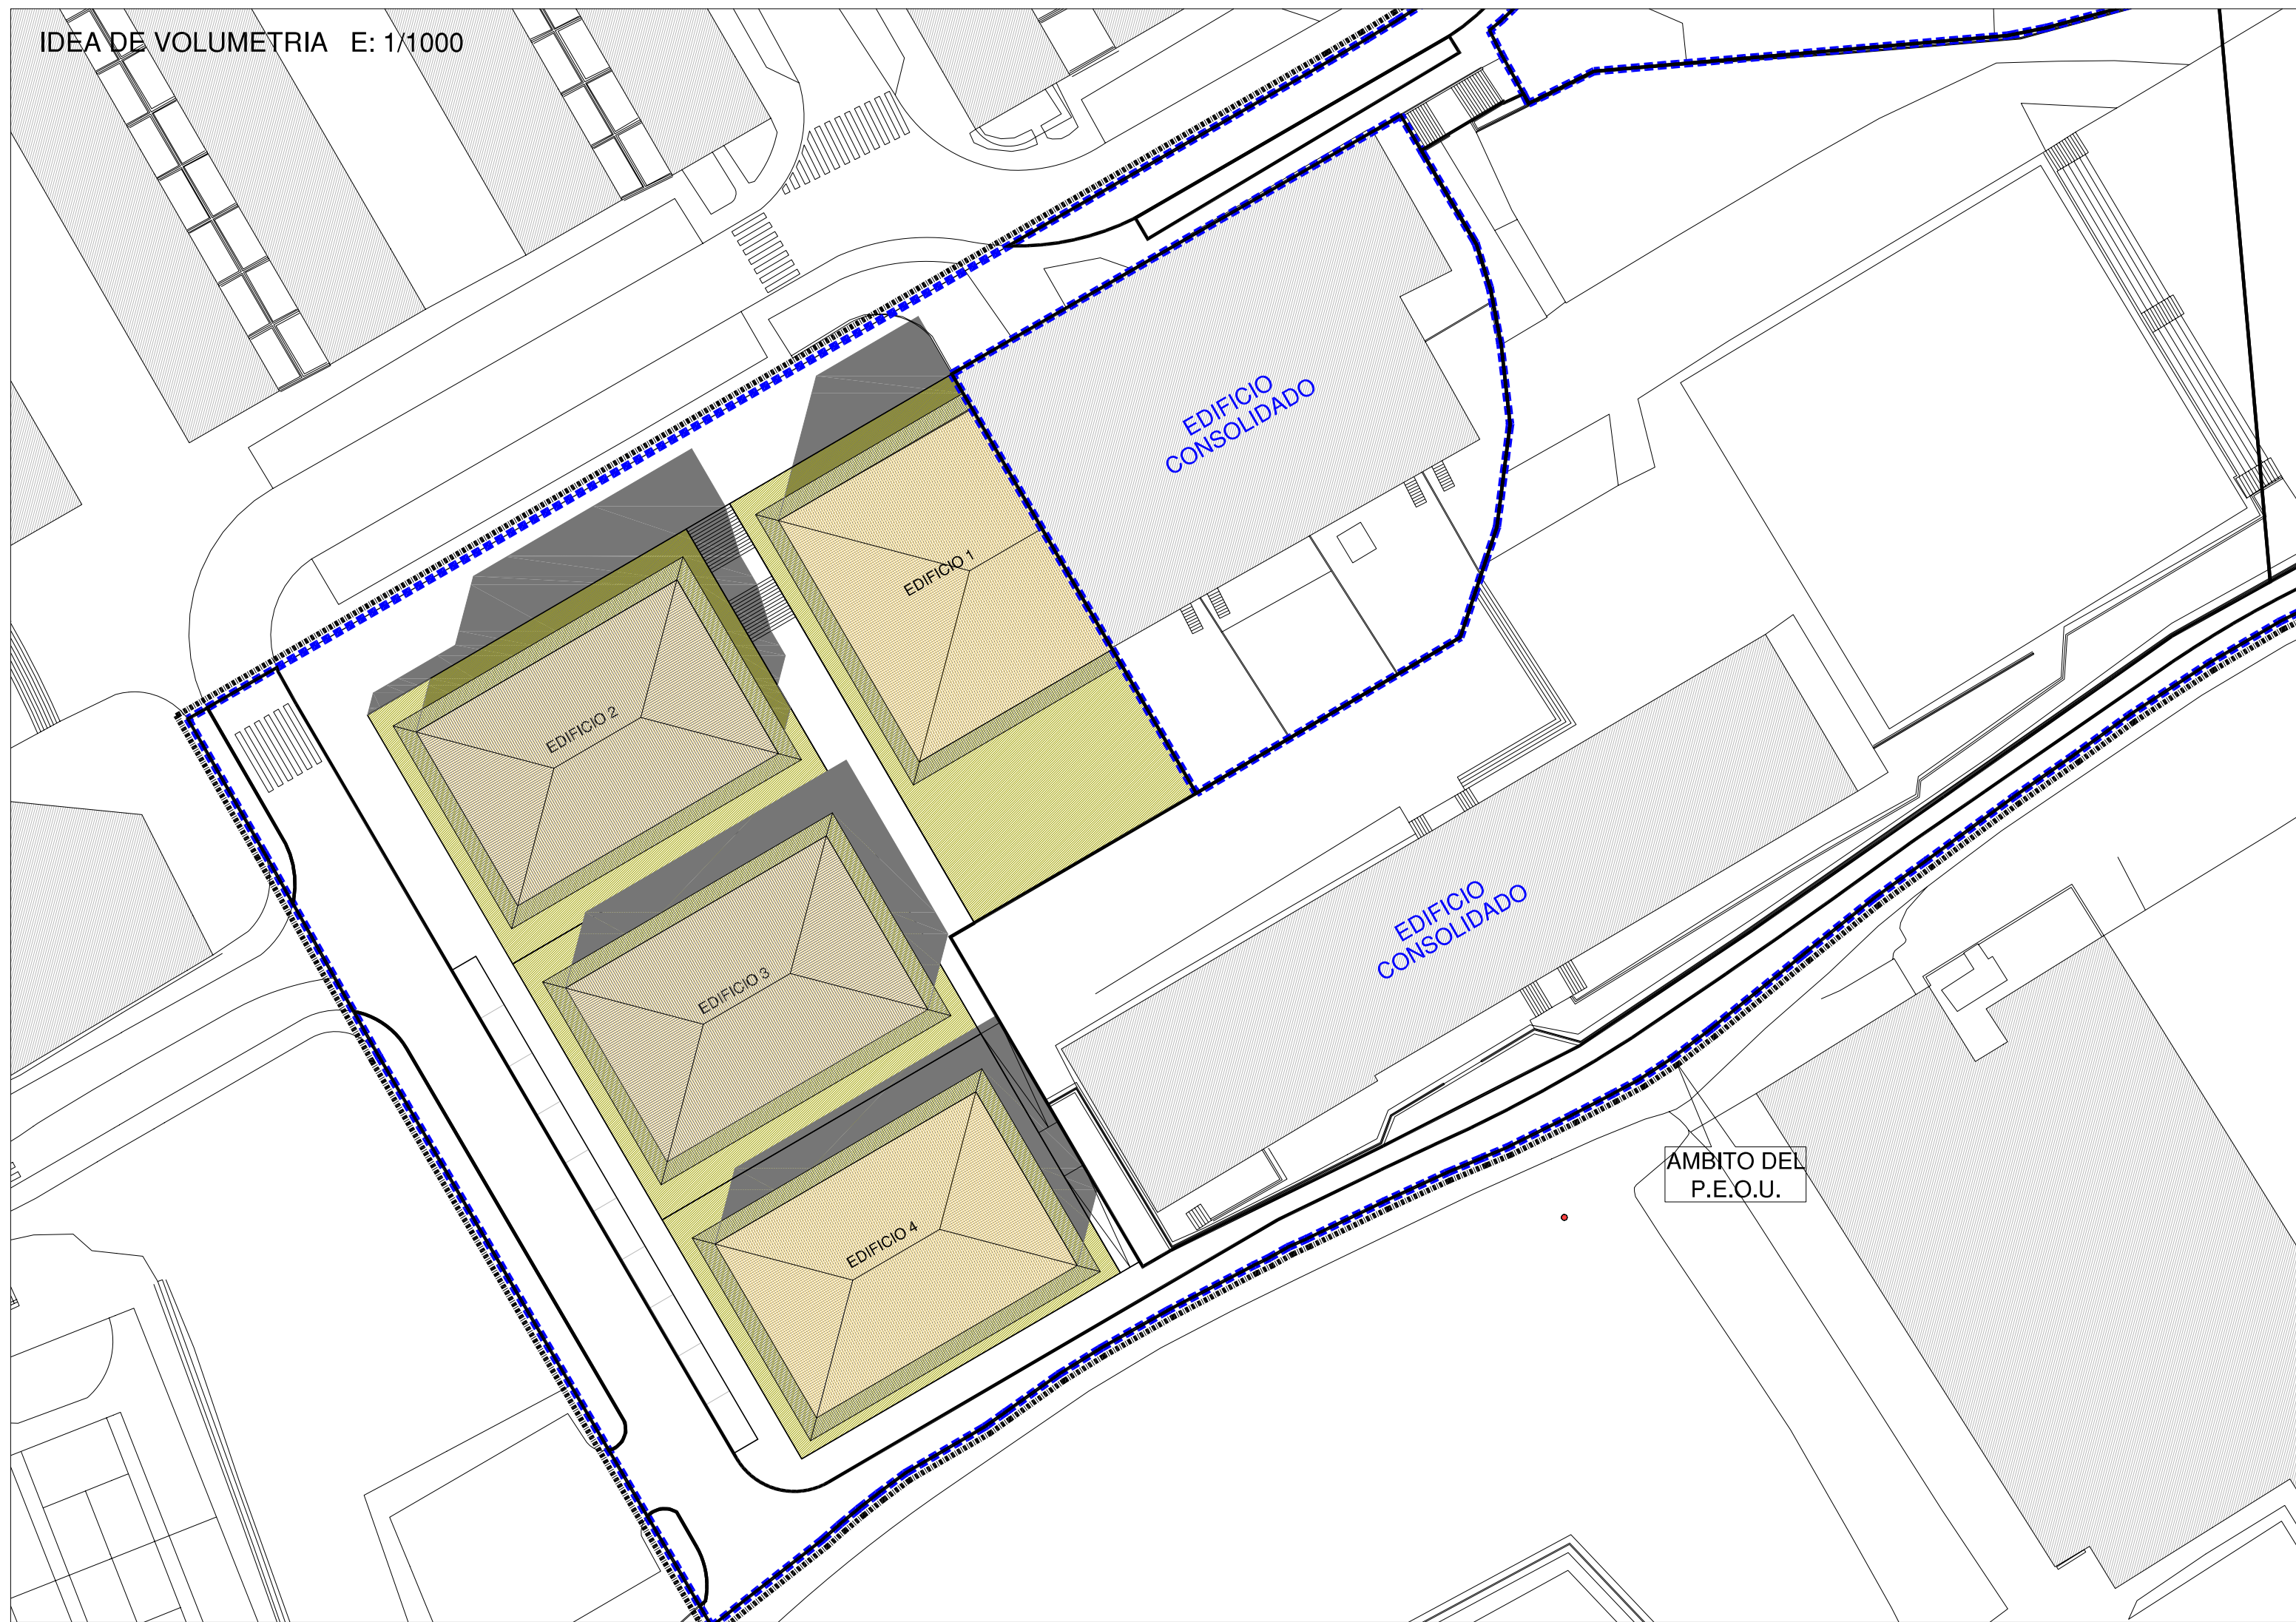 IDEA DE VOLUMETRIA E: 1/1000
EDIFICIO
CONSOLIDADO
EDIFICIO 1
EDIFICIO 2
EDIFICIO 3
EDIFICIO
CONSOLIDADO
EDIFICIO 4
AMBITO DEL
P.E.O.U.